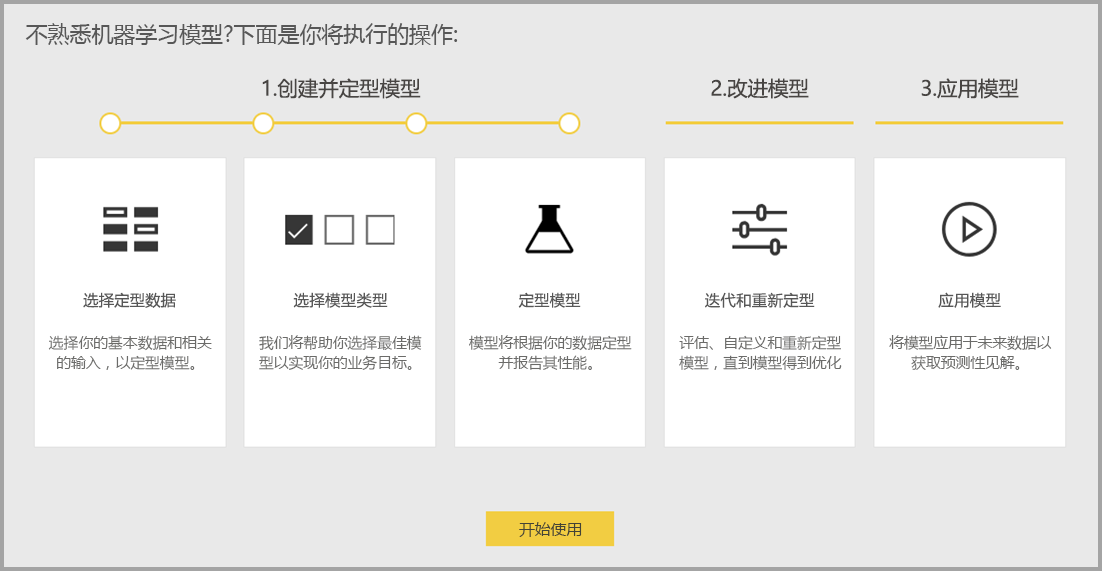 不熟悉机器学习模型?下面是你将执行的操作:
1.创建并定型模型
2.改进模型
3.应用模型
选择定型数据
选择你的基本数据和相关
的输入，以定型模型。
选择模型类型
我们将帮助你选择最佳模
型以实现你的业务目标。
定型模型
模型将根据你的数据定型
并报告其性能。
迭代和重新定型
评估、自定义和重新定型
模型，直到模型得到优化
应用模型
将模型应用于未来数据以
获取预测性见解。
开始使用